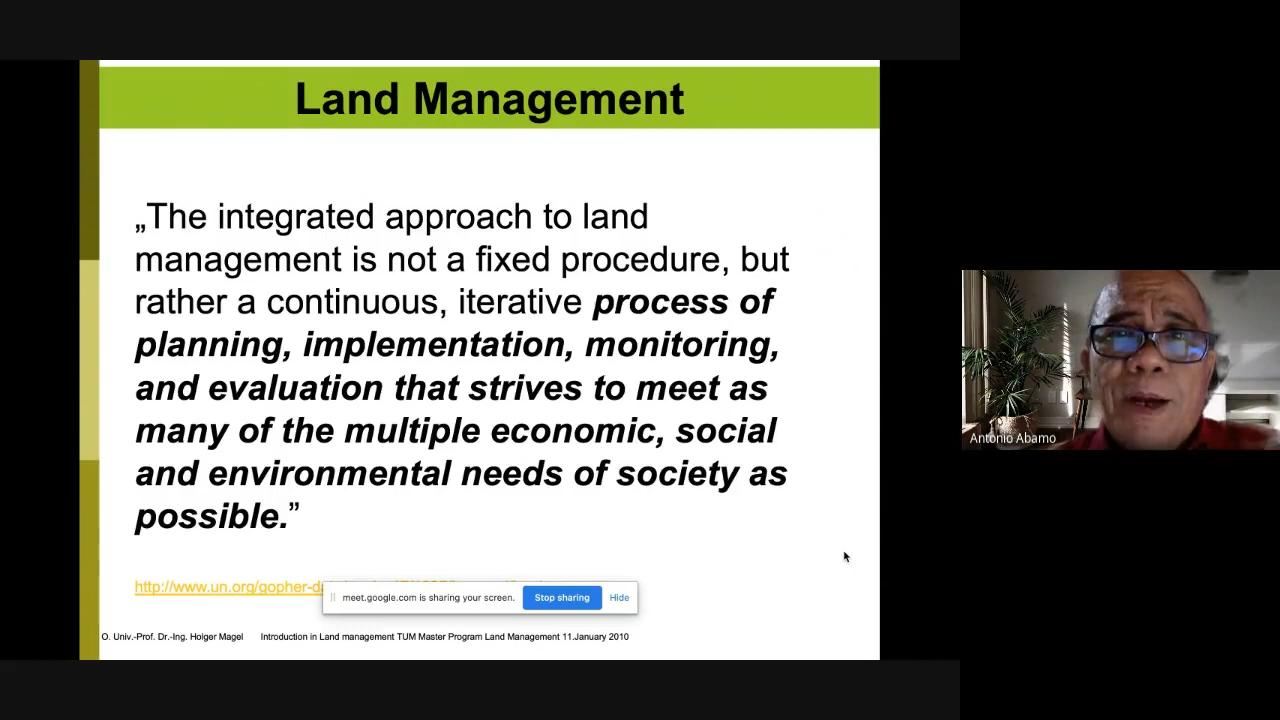 Land Management
„The integrated approach to land
management is not a fixed procedure, but
rather a continuous, iterative process of
planning, implementation, monitoring,
and evaluation that strives to meet as
many of the multiple economic, social
and environmental needs of society as
possible.”
http://www.un.org/gopher-d
meet.google.com is sharing your screen. Stop sharing Hide
O. Univ.-Prof. Dr.-Ing. Holger Magel Introduction in Land management TUM Master Program Land Management 11.January 2010
Antonio Abamo